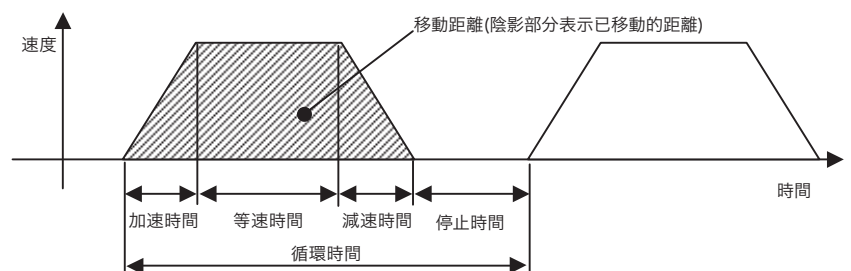 移動距離(陰影部分表示已移動的距離)
速度
時間
加速時間
等速時間
減速時間
停止時間
循環時間